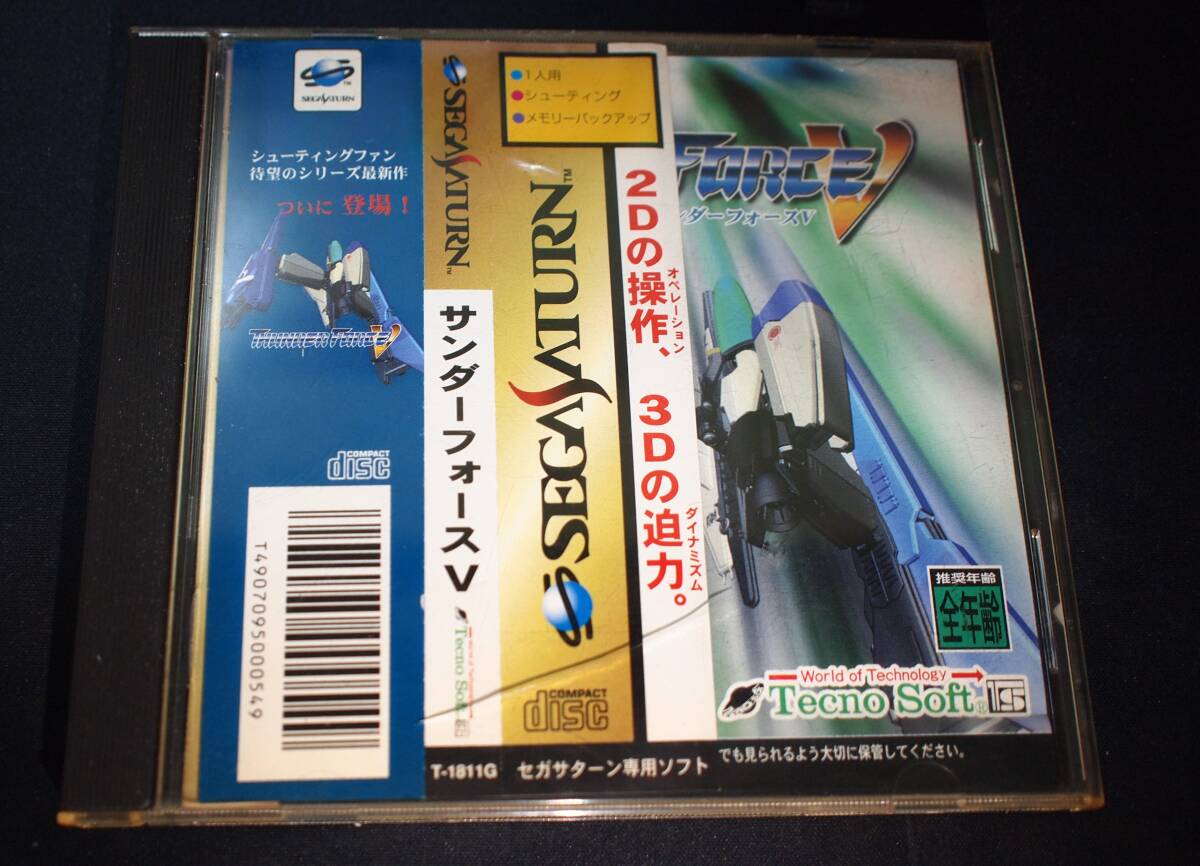 SEGA SATURN™
シューティングファン
待望のシリーズ最新作
ついに 登場！
THUNDER FORCE V
COMPACT
disc
T4907095000549
SEGA SATURN™
サンダーフォースV
World of Technology
Tecno Soft
●1人用
●シューティング
●メモリーバックアップ
SEGA SATURN™
COMPACT
disc
T-1811G セガサターン専用ソフト
2Dの操作、
オペレーション
3Dの迫力。
ダイナミズム
FORCE V
ンダーフォースV
推奨年齢
全年齢
World of Technology
Tecno Soft®
でも見られるよう大切に保管してください。